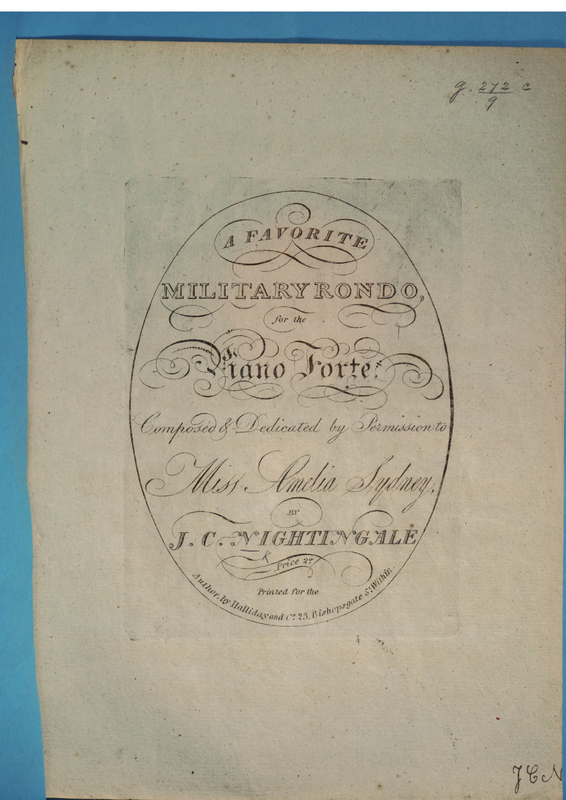 g. 272. c
9
A FAVORITE
MILITARY RONDO,
for the
Piano Forte.
Composed & Dedicated by Permission to
Miss Amelia Sydney,
BY
J. C. NIGHTINGALE
Price 2s
Printed for the
Author, by Halliday and Co. 23, Bishopsgate St. Within.
J C N